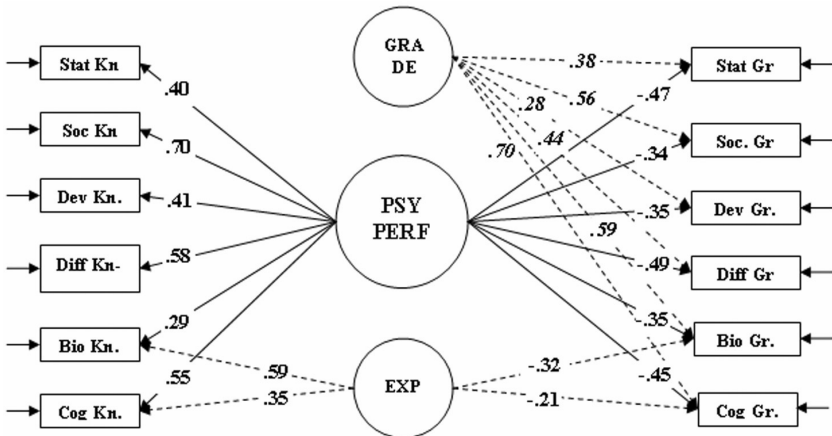 GRA
DE
Stat Kn
.38
Stat Gr
.40
-.47
.28
.56
Soc Kn
.44
Soc. Gr
.70
.70
-.34
Dev Kn.
.41
PSY
PERF
-.35
Dev Gr.
.59
Diff Kn-
.58
-.49
Diff Gr
.29
-.35
Bio Kn.
Bio Gr.
.59
-.32
.55
EXP
-.45
.35
-.21
Cog Kn.
Cog Gr.